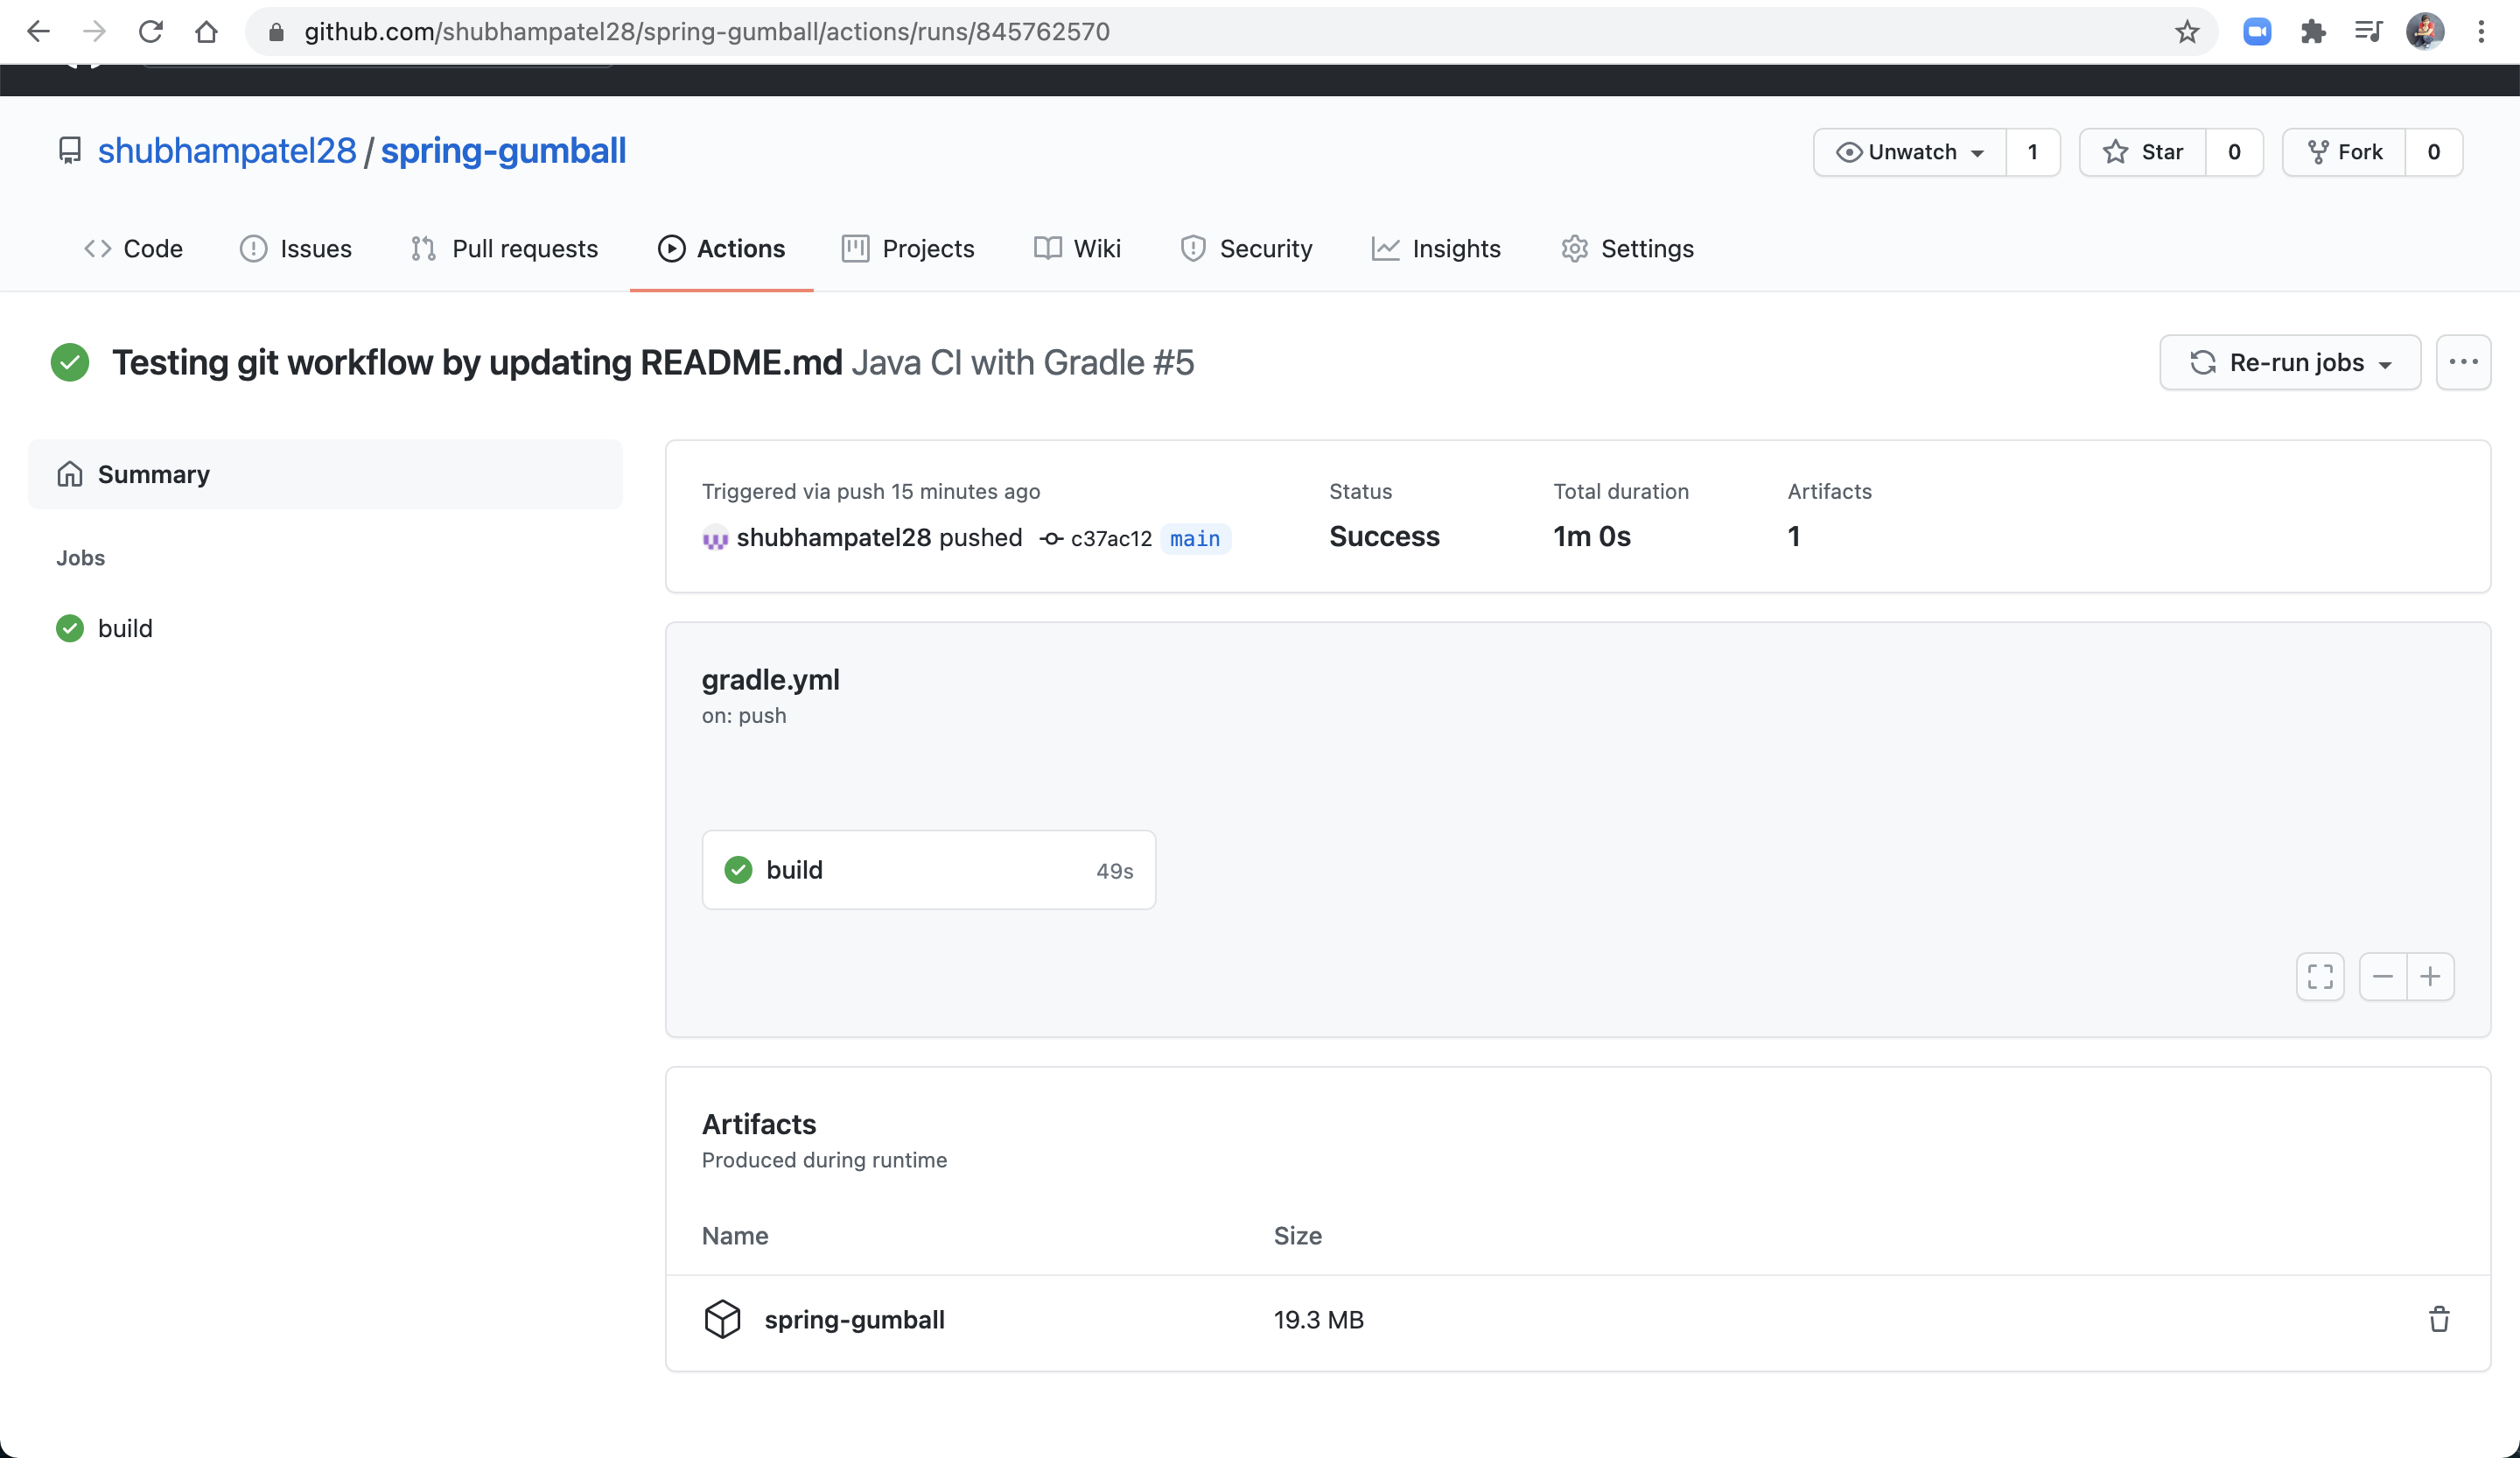 github.com/shubhampatel28/spring-gumball/actions/runs/845762570
shubhampatel28 / spring-gumball
Unwatch 1 Star 0 Fork 0
Code Issues Pull requests Actions Projects Wiki Security Insights Settings
Testing git workflow by updating README.md Java CI with Gradle #5
Re-run jobs
Summary
Jobs
build
Triggered via push 15 minutes ago
shubhampatel28 pushed c37ac12 main
Status
Success
Total duration
1m 0s
Artifacts
1
gradle.yml
on: push
build 49s
Artifacts
Produced during runtime
Name Size
spring-gumball 19.3 MB